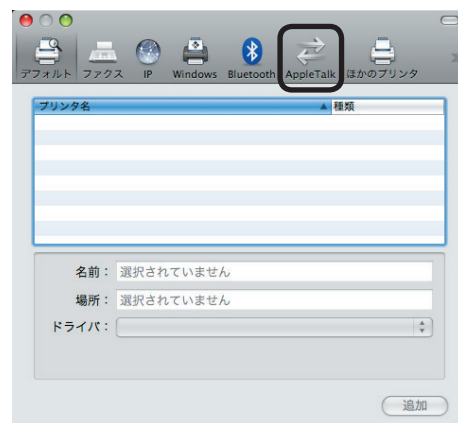 デフォルト ファクス IP Windows Bluetooth AppleTalk ほかのプリンタ
プリンタ名 種類
名前： 選択されていません
場所： 選択されていません
ドライバ：
追加